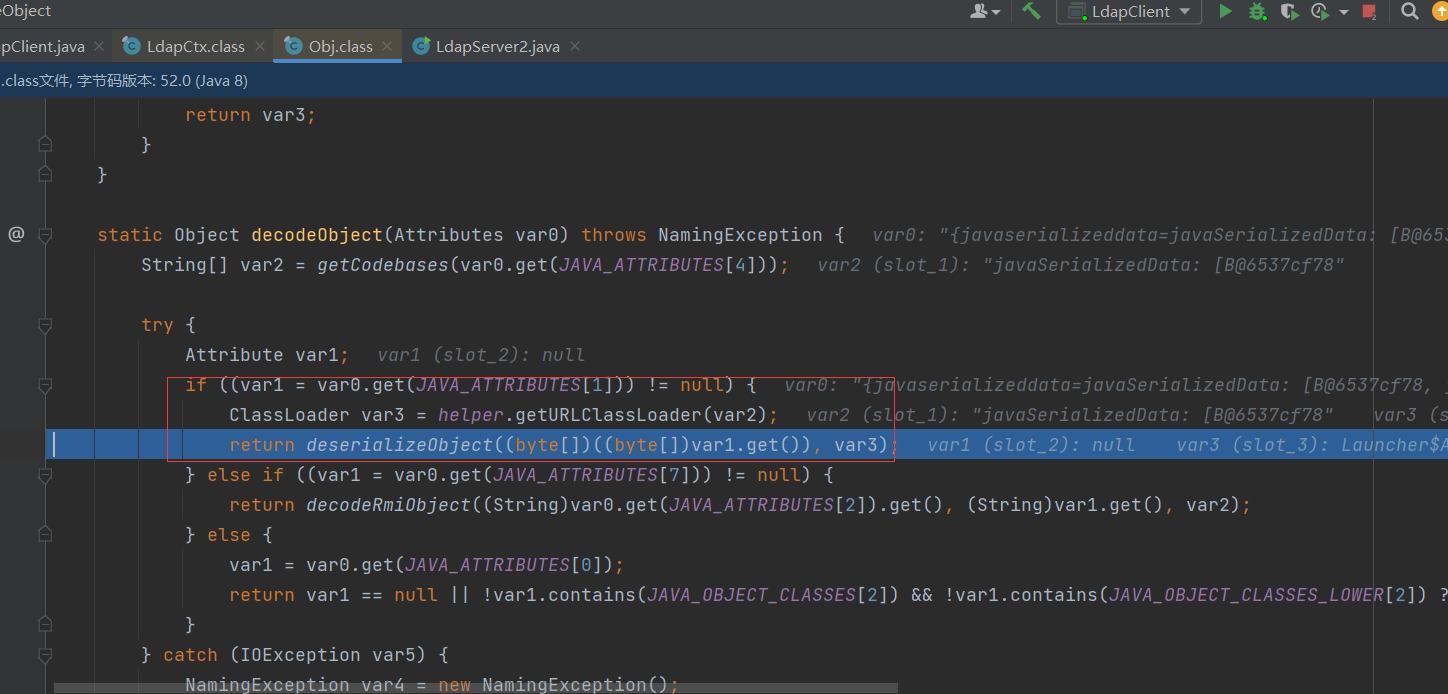 eObject
LdapClient
pClient.java
LdapCtx.class
Obj.class
LdapServer2.java
.class文件, 字节码版本: 52.0 (Java 8)
return var3;
}
}
@
static Object decodeObject(Attributes var0) throws NamingException { var0: "{javaserializeddata=javaSerializedData: [B@653
String[] var2 = getCodebases(var0.get(JAVA_ATTRIBUTES[4])); var2 (slot_1): "javaSerializedData: [B@6537cf78"
try {
Attribute var1; var1 (slot_2): null
if ((var1 = var0.get(JAVA_ATTRIBUTES[1])) != null) { var0: "{javaserializeddata=javaSerializedData: [B@6537cf78,
ClassLoader var3 = helper.getURLClassLoader(var2); var2 (slot_1): "javaSerializedData: [B@6537cf78" var3 (s
return deserializeObject((byte[])((byte[])var1.get()), var3); var1 (slot_2): null var3 (slot_3): Launcher$A
} else if ((var1 = var0.get(JAVA_ATTRIBUTES[7])) != null) {
return decodeRmiObject((String)var0.get(JAVA_ATTRIBUTES[2]).get(), (String)var1.get(), var2);
} else {
var1 = var0.get(JAVA_ATTRIBUTES[0]);
return var1 == null || !var1.contains(JAVA_OBJECT_CLASSES[2]) && !var1.contains(JAVA_OBJECT_CLASSES_LOWER[2]) ?
}
} catch (IOException var5) {
NamingException var4 = new NamingException();